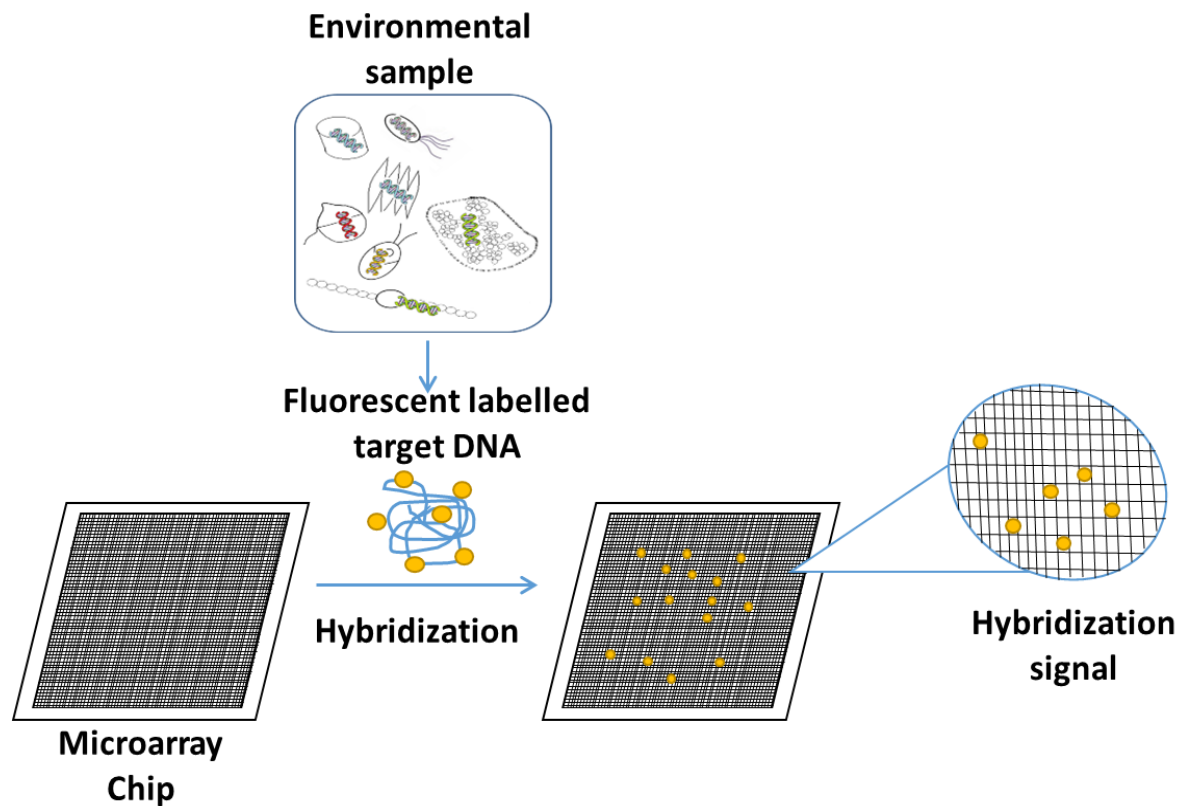 Environmental
sample
Fluorescent labelled
target DNA
Hybridization
Hybridization
signal
Microarray
Chip